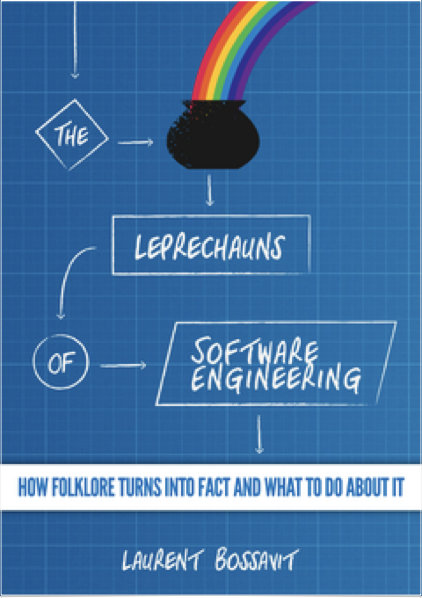 THE
LEPRECHAUNS
OF
SOFTWARE
ENGINEERING
HOW FOLKLORE TURNS INTO FACT AND WHAT TO DO ABOUT IT
LAURENT BOSSAVIT